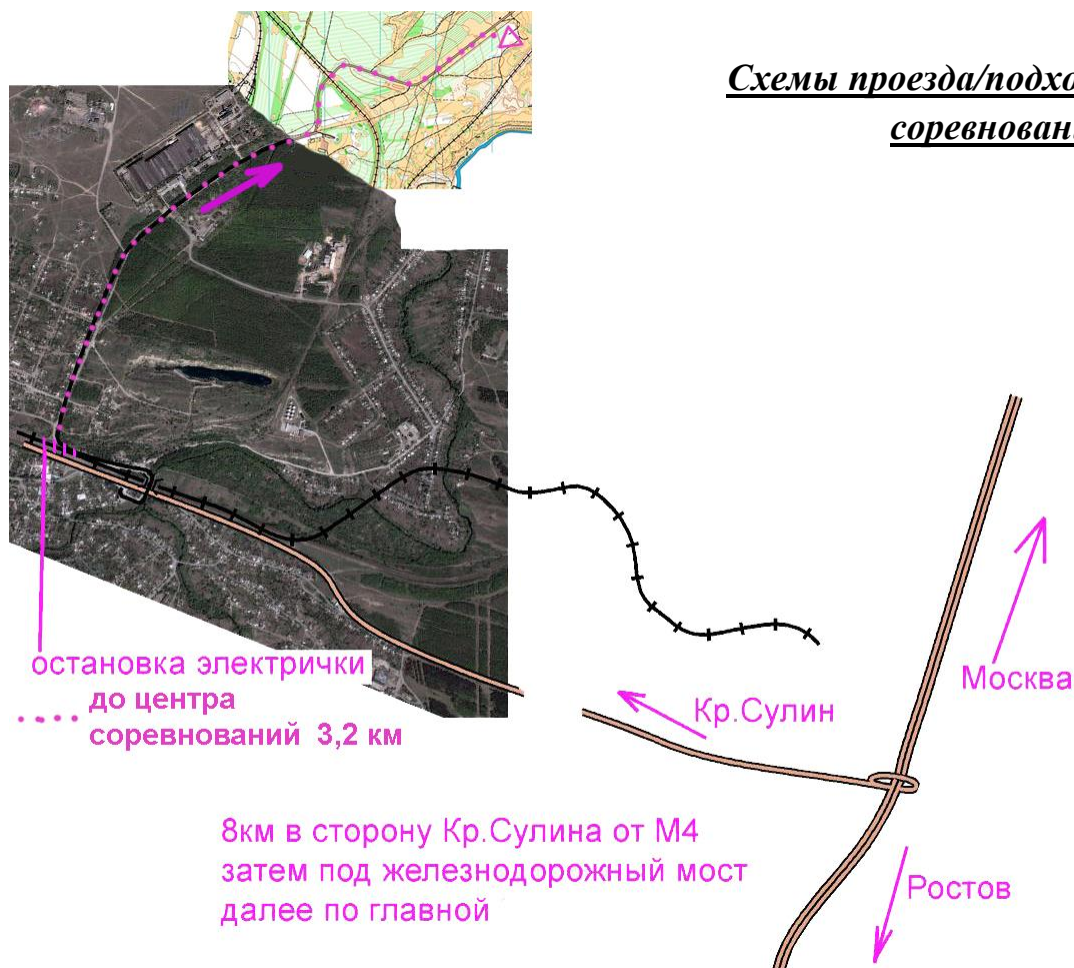 Схемы проезда/подхо
соревнован
остановка электрички
до центра
соревнований 3,2 км
Кр.Сулин
Москва
8км в сторону Кр.Сулина от М4
затем под железнодорожный мост
далее по главной
Ростов